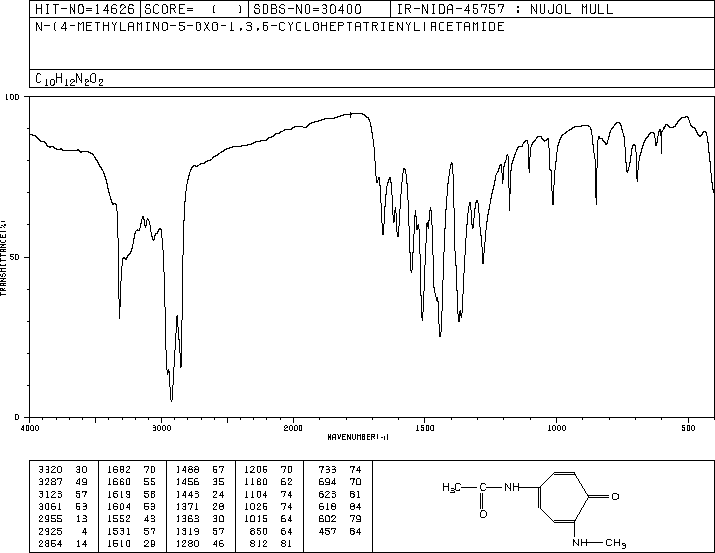 HIT-NO=14626 SCORE= ( ) SDBS-NO=30400 IR-NIDA-45757 : NUJOL MULL
N-(4-METHYLAMINO-5-OXO-1,3,6-CYCLOHEPTATRIENYL)ACETAMIDE
C10H12N2O2
100
50
0
TRANSMITTANCE(%)
4000 3000 2000 1500 1000 500
WAVENUMBER(-1)
3320 30 1682 70 1488 57 1206 70 733 74
3287 49 1660 55 1456 35 1180 62 694 70
3123 57 1619 58 1443 24 1104 74 623 81
3061 53 1604 53 1371 28 1026 74 618 84
2955 13 1552 43 1363 30 1015 64 602 79
2925 4 1531 57 1319 57 850 64 457 84
2854 14 1510 29 1280 46 812 81
H3C C NH O
O
NH CH3